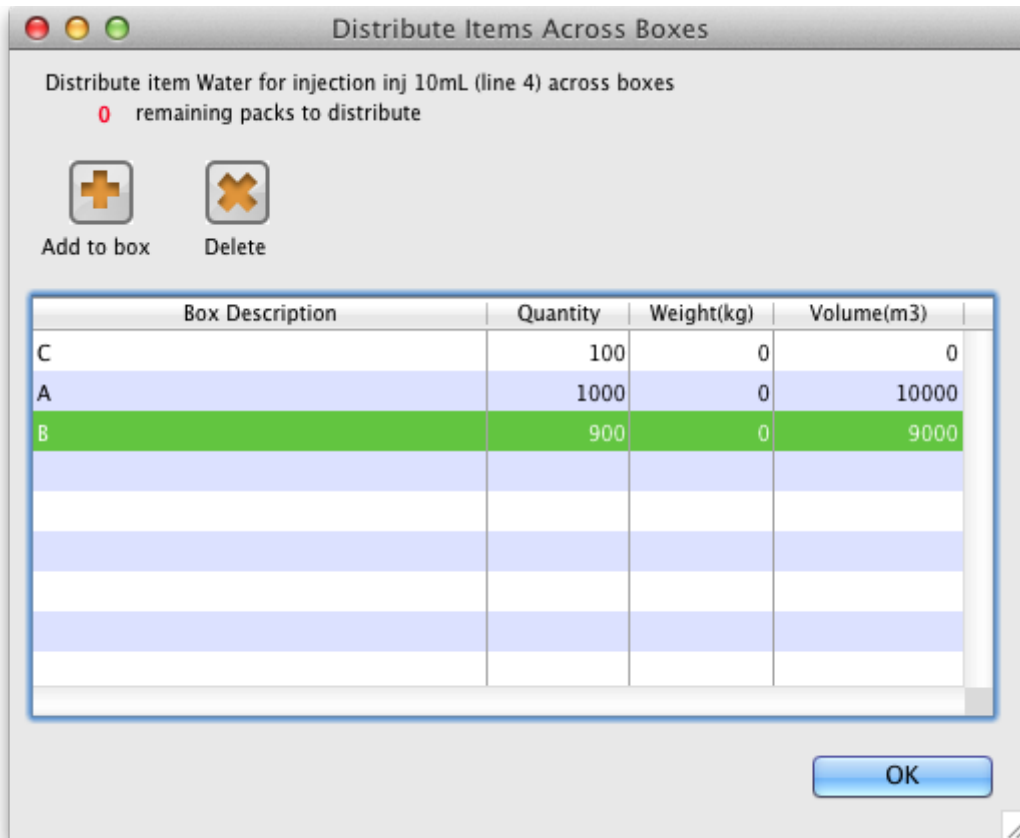 Distribute Items Across Boxes
Distribute item Water for injection inj 10mL (line 4) across boxes
0 remaining packs to distribute
Add to box Delete
Box Description Quantity Weight(kg) Volume(m3)
C 100 0 0
A 1000 0 10000
B 900 0 9000
OK